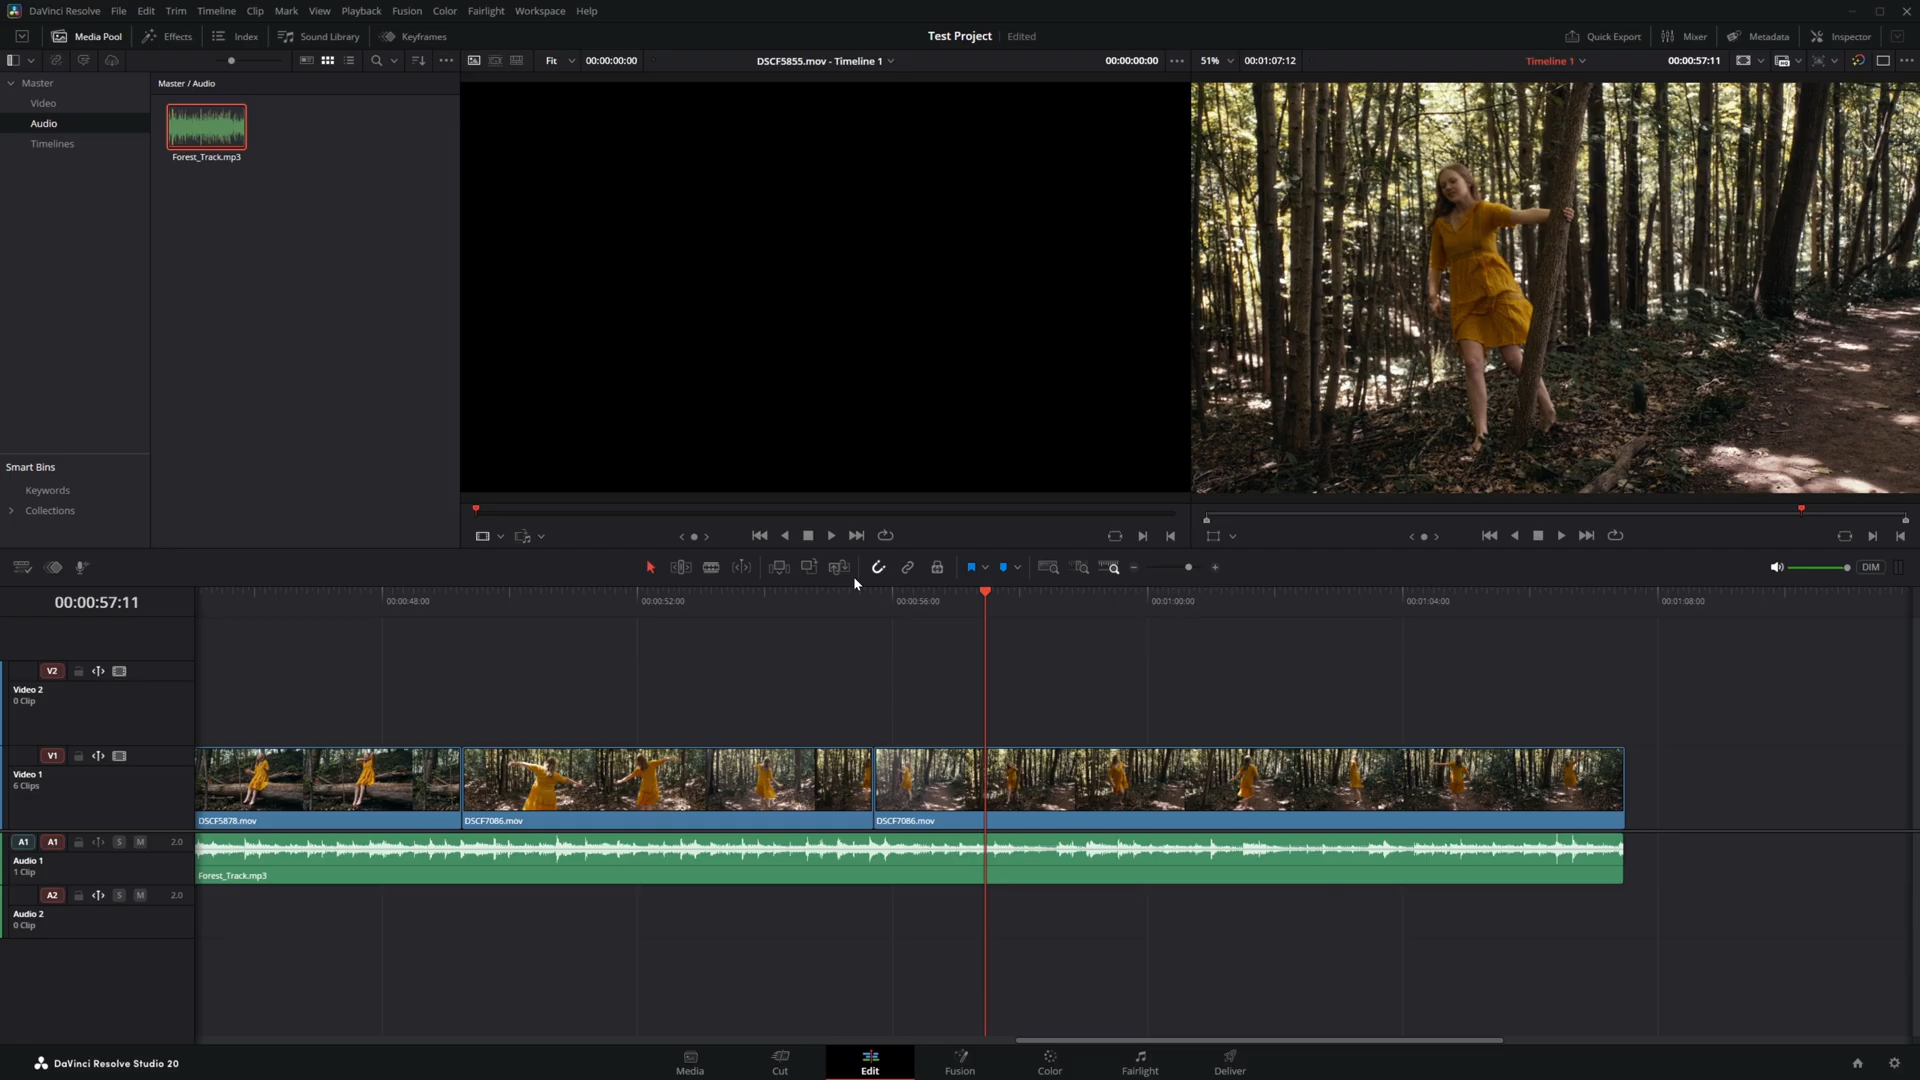 DaVinci Resolve File Edit Trim Timeline Clip Mark View Playback Fusion Color Fairlight Workspace Help
Media Pool Effects Index Sound Library Keyframes Test Project Edited Quick Export Mixer Metadata Inspector
Fit 00:00:00:00 DSCF5855.mov - Timeline 1 00:00:00:00 51% 00:01:07:12 Timeline 1 00:00:57:11
Master
Video
Audio
Timelines
Master / Audio
Forest_Track.mp3
Smart Bins
Keywords
Collections
DIM
00:00:57:11
00:00:48:00 00:00:52:00 00:00:56:00 00:01:00:00 00:01:04:00 00:01:08:00
V2
Video 2
0 Clip
V1
Video 1
6 Clips
DSCF5878.mov DSCF7086.mov DSCF7086.mov
A1 A1 S M 2.0
Audio 1
1 Clip
Forest_Track.mp3
A2 S M 2.0
Audio 2
0 Clip
DaVinci Resolve Studio 20
Media Cut Edit Fusion Color Fairlight Deliver